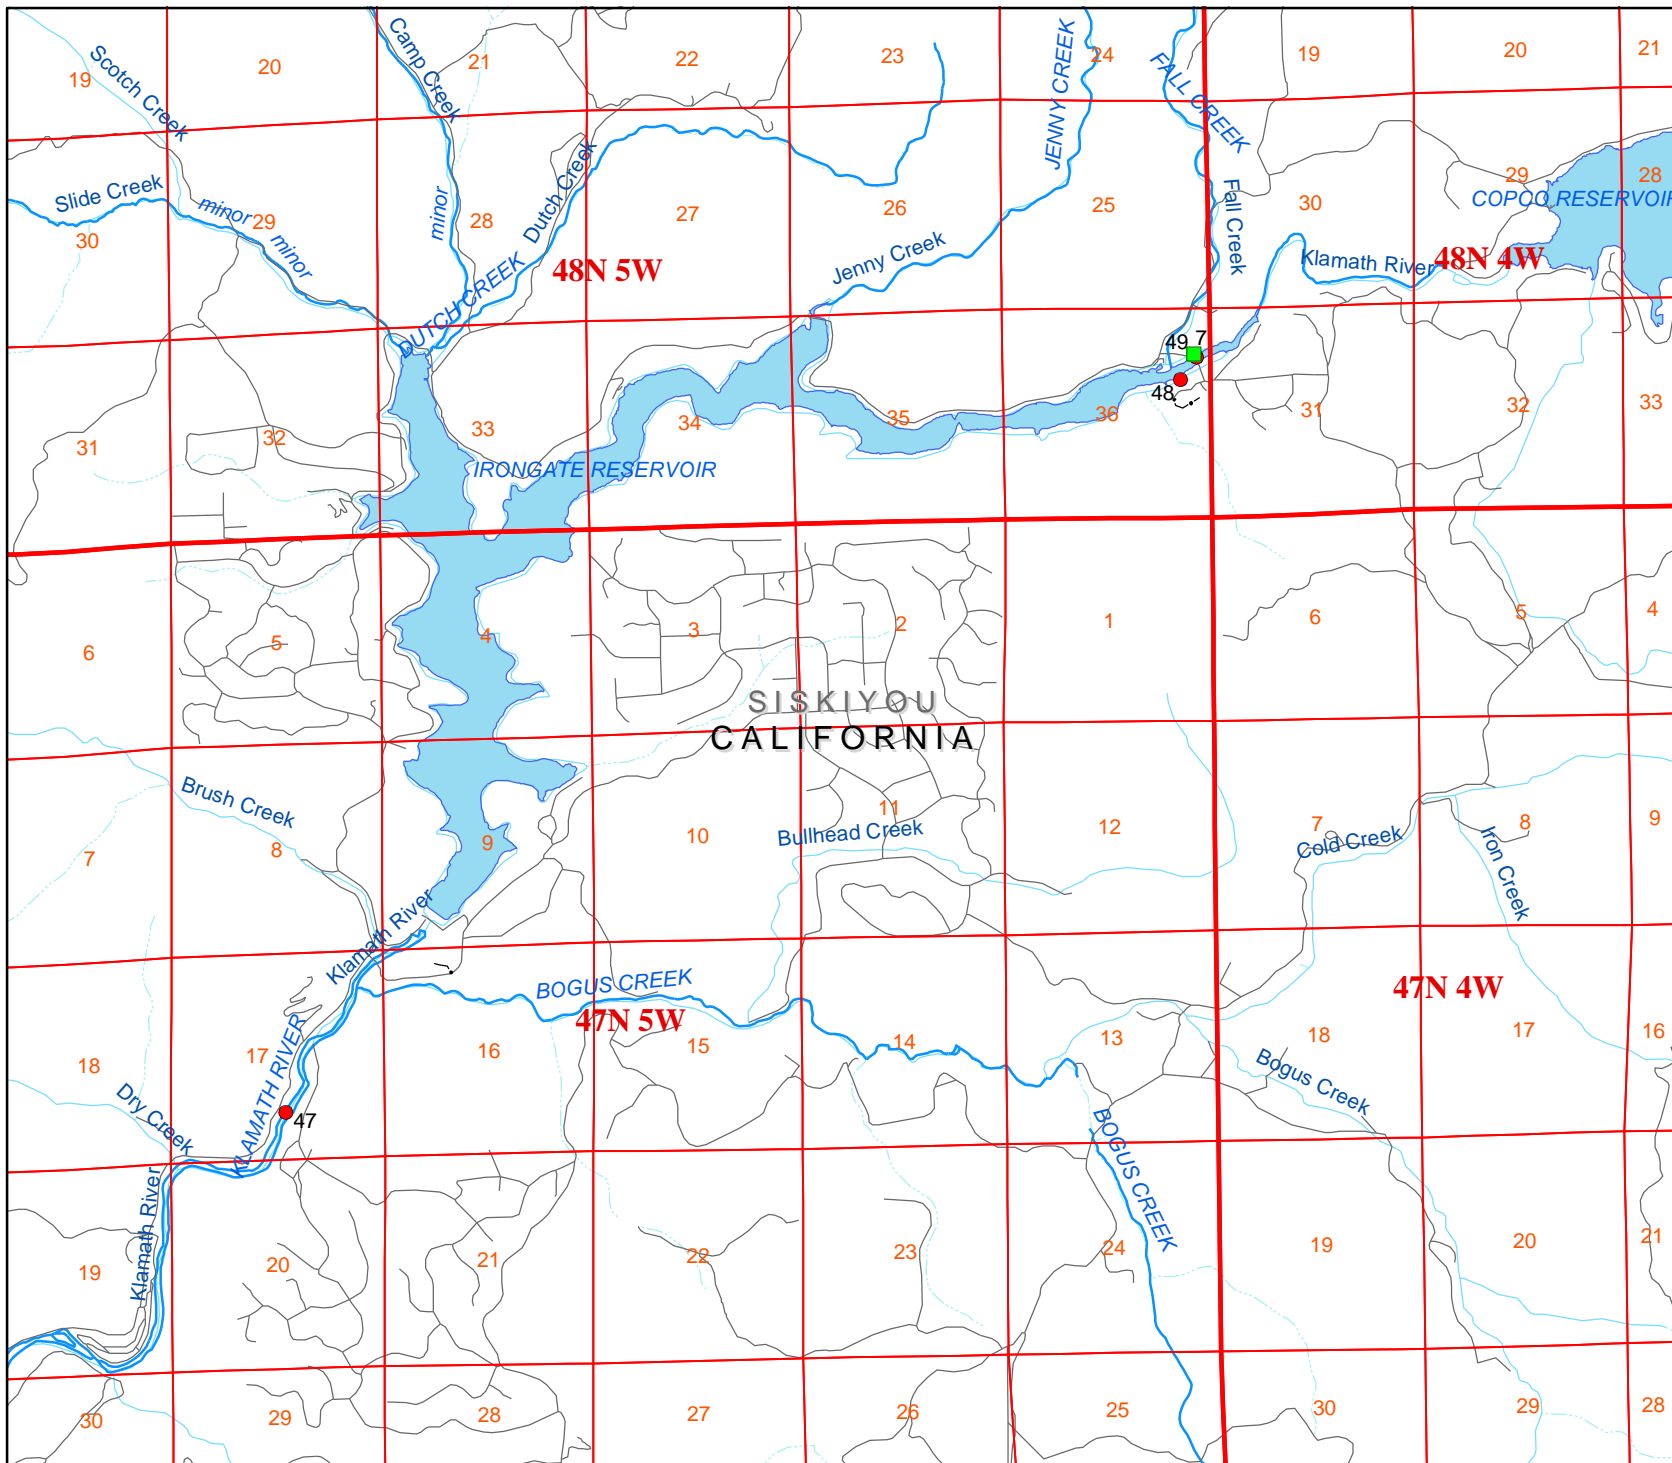 19
20
21
22
23
24
19
20
21
Scotch Creek
Camp Creek
JENNY CREEK
FALL CREEK
Slide Creek
minor
minor
minor
Dutch Creek
DUTCH CREEK
Jenny Creek
Fall Creek
Klamath River
COPCO RESERVOIR
30
29
28
27
26
25
30
29
28
48N 5W
48N 4W
49
7
48
31
32
33
34
35
36
31
32
33
IRONGATE RESERVOIR
6
5
4
3
2
1
6
5
4
SISKIYOU
CALIFORNIA
Brush Creek
Bullhead Creek
Cold Creek
Iron Creek
7
8
9
10
11
12
7
8
9
Klamath River
BOGUS CREEK
47N 5W
47N 4W
18
17
16
15
14
13
18
17
16
KLAMATH RIVER
Dry Creek
47
Bogus Creek
BOGUS CREEK
Klamath River
19
20
21
22
23
24
19
20
21
30
29
28
27
26
25
30
29
28